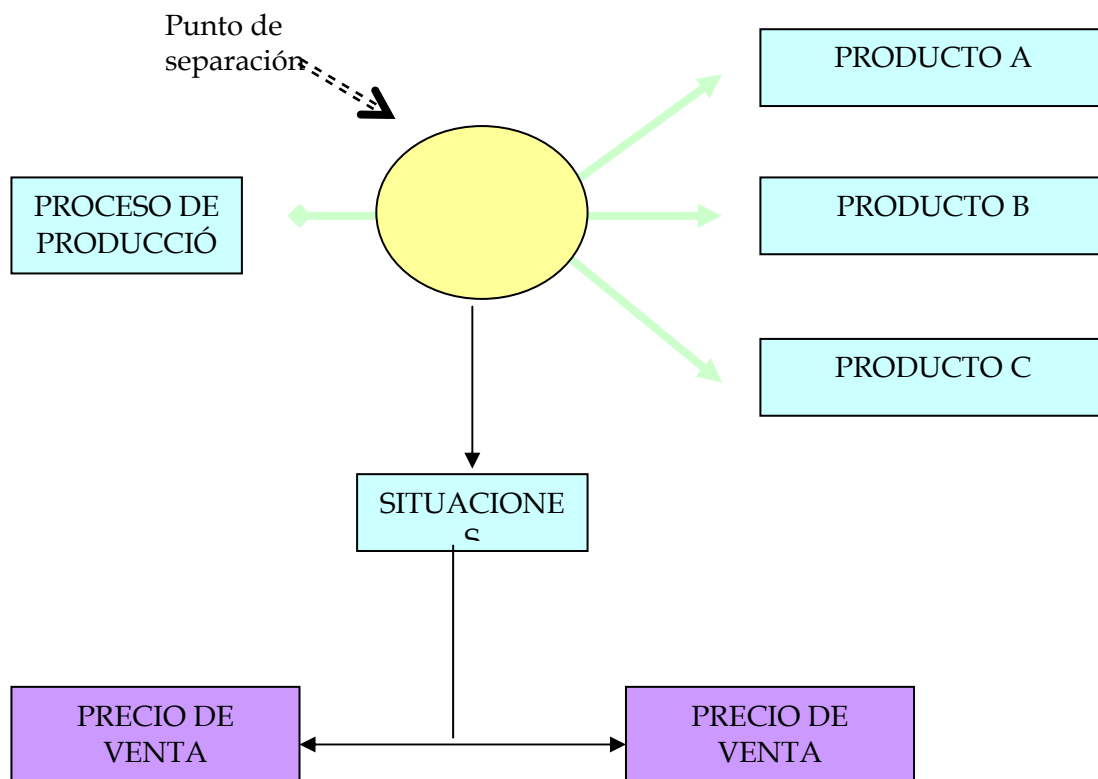 Punto de
separación
PRODUCTO A
PROCESO DE
PRODUCCIÓ
PRODUCTO B
PRODUCTO C
SITUACIONE
S
PRECIO DE
VENTA
PRECIO DE
VENTA